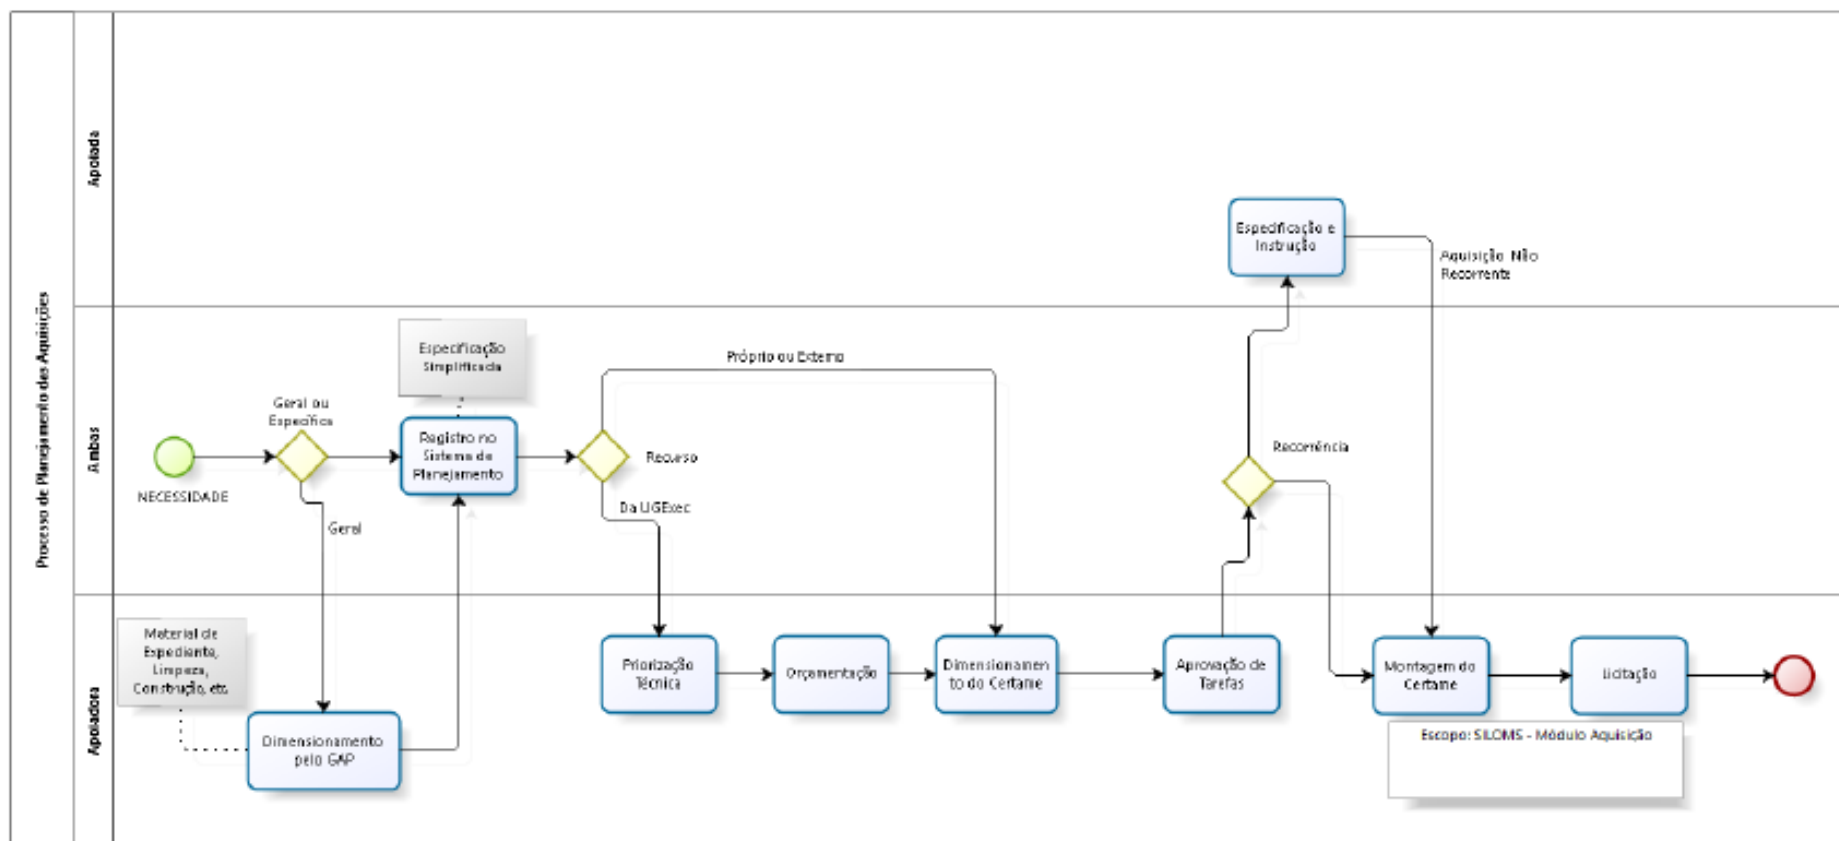 Processo de Planejamento das Aquisições
Apoiada
Especificação e
Instrução
Aquisição Não
Recorrente
Ambas
NECESSIDADE
Geral ou
Específica
Geral
Especificação
Simplificada
Registro no
Sistema de
Planejamento
Recurso
Próprio ou Externo
Da UGExec
Recorrência
Apoiadora
Material de
Expediente,
Limpeza,
Construção, etc.
Dimensionamento
pelo GAP
Priorização
Técnica
Orçamentação
Dimensionamen
to do Certame
Aprovação de
Tarefas
Montagem do
Certame
Licitação
Escopo: SILOMS - Módulo Aquisição